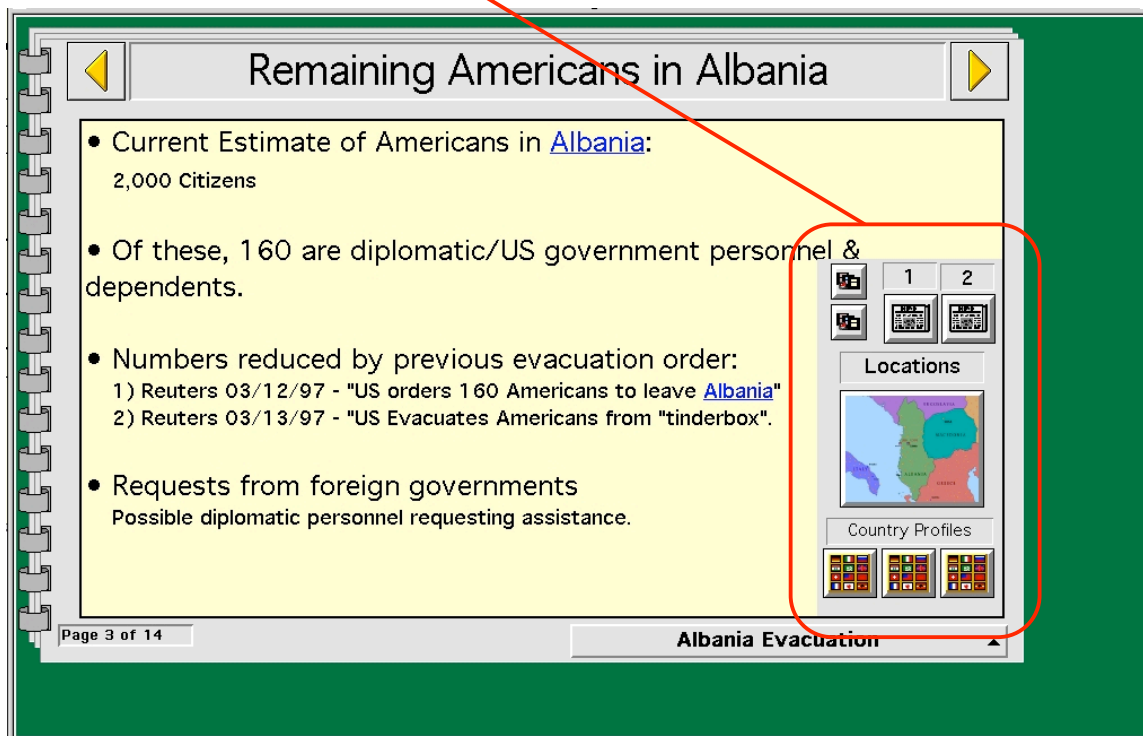 Remaining Americans in Albania
• Current Estimate of Americans in Albania:
2,000 Citizens
• Of these, 160 are diplomatic/US government personnel &
dependents.
1 2
• Numbers reduced by previous evacuation order:
1) Reuters 03/12/97 - "US orders 160 Americans to leave Albania"
2) Reuters 03/13/97 - "US Evacuates Americans from "tinderbox".
Locations
• Requests from foreign governments
Possible diplomatic personnel requesting assistance.
Country Profiles
Page 3 of 14
Albania Evacuation